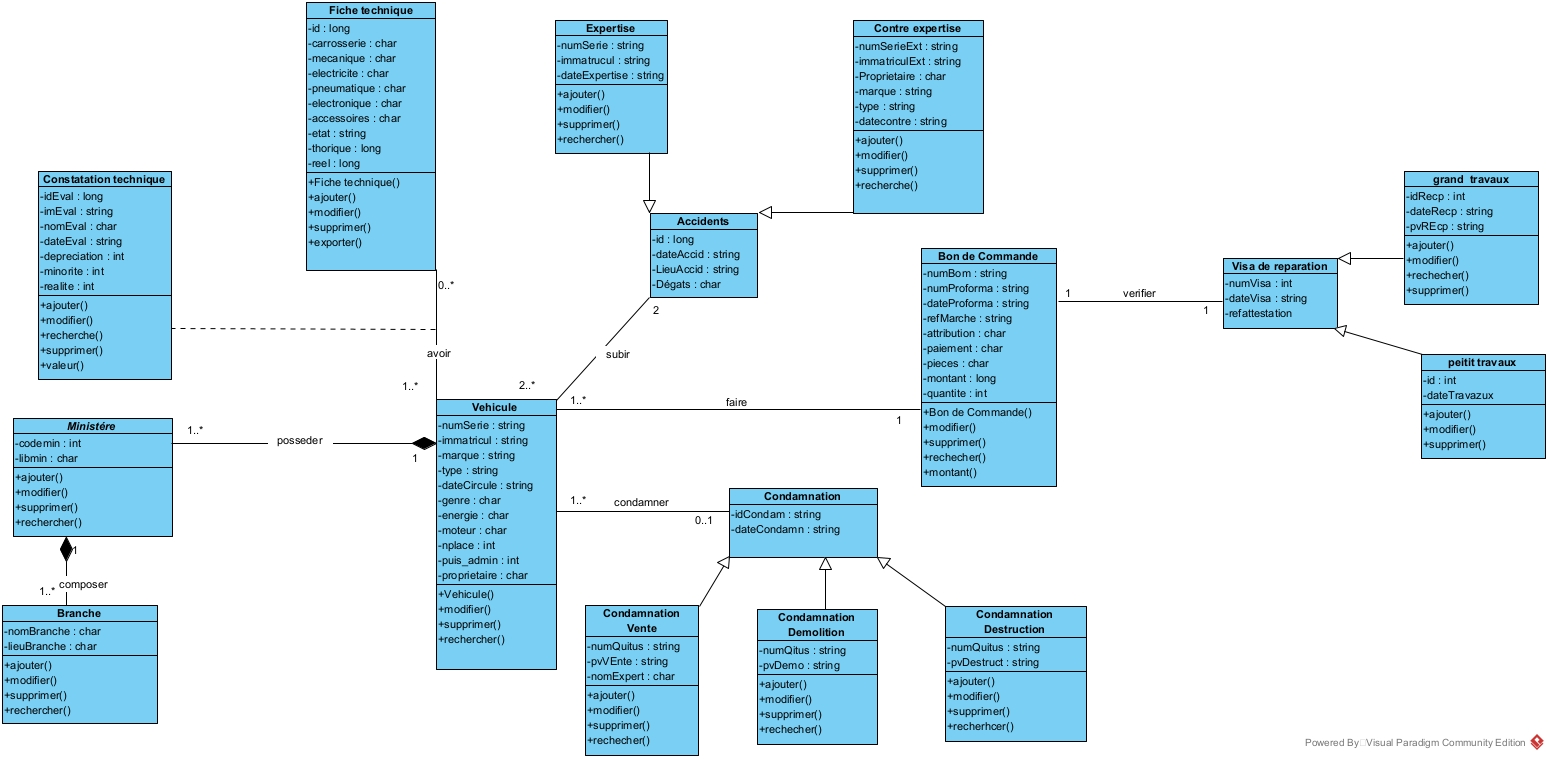 Fiche technique
-id : long
-carrosserie : char
-mecanique : char
-electricite : char
-pneumatique : char
-electronique : char
-accessoires : char
-etat : string
-thorique : long
-reel : long
+Fiche technique()
+ajouter()
+modifier()
+supprimer()
+exporter()
Expertise
-numSerie : string
-immatrucul : string
-dateExpertise : string
+ajouter()
+modifier()
+supprimer()
+rechercher()
Contre expertise
-numSerieExt : string
-immatriculExt : string
-Proprietaire : char
-marque : string
-type : string
-datecontre : string
+ajouter()
+modifier()
+supprimer()
+recherche()
Constatation technique
-idEval : long
-imEval : string
-nomEval : char
-dateEval : string
-depreciation : int
-minorite : int
-realite : int
+ajouter()
+modifier()
+recherche()
+supprimer()
+valeur()
Accidents
-id : long
-dateAccid : string
-LieuAccid : string
-Dégats : char
Bon de Commande
-numBom : string
-numProforma : string
-dateProforma : string
-refMarche : string
-attribution : char
-paiement : char
-pieces : char
-montant : long
-quantite : int
+Bon de Commande()
+modifier()
+supprimer()
+rechecher()
+montant()
Visa de reparation
-numVisa : int
-dateVisa : string
-refattestation
grand travaux
-idRecp : int
-dateRecp : string
-pvREcp : string
+ajouter()
+modifier()
+rechecher()
+supprimer()
peitit travaux
-id : int
-dateTravazux
+ajouter()
+modifier()
+supprimer()
0..*
avoir
1..*
2
subir
2..*
1
verifier
1
1..*
faire
1
Ministére
-codemin : int
-libmin : char
+ajouter()
+modifier()
+supprimer()
+rechercher()
1..*
posseder
1
Vehicule
-numSerie : string
-immatricul : string
-marque : string
-type : string
-dateCircule : string
-genre : char
-energie : char
-moteur : char
-nplace : int
-puis_admin : int
-proprietaire : char
+Vehicule()
+modifier()
+supprimer()
+rechercher()
1..*
condamner
0..1
Condamnation
-idCondam : string
-dateCondamn : string
1
composer
1..*
Branche
-nomBranche : char
-lieuBranche : char
+ajouter()
+modifier()
+supprimer()
+rechercher()
Condamnation
Vente
-numQuitus : string
-pvVEnte : string
-nomExpert : char
+ajouter()
+modifier()
+supprimer()
+rechecher()
Condamnation
Demolition
-numQitus : string
-pvDemo : string
+ajouter()
+modifier()
+supprimer()
+rechecher()
Condamnation
Destruction
-numQuitus : string
-pvDestruct : string
+ajouter()
+modifier()
+supprimer()
+recherhcer()
Powered By Visual Paradigm Community Edition